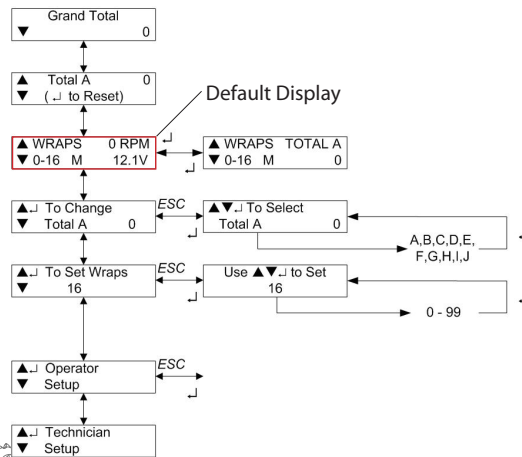 Grand Total
▼ 0
▲ Total A 0
▼ (↵ to Reset)
Default Display
▲ WRAPS 0 RPM
▼ 0-16 M 12.1V
↵
↵
▲ WRAPS TOTAL A
▼ 0-16 M 0
▲↵ To Change
▼ Total A 0
ESC
↵
▲▼↵ To Select
Total A 0
A,B,C,D,E,
F,G,H,I,J
▲↵ To Set Wraps
▼ 16
ESC
↵
Use ▲▼↵ to Set
16
0 - 99
▲↵ Operator
▼ Setup
ESC
↵
▲↵ Technician
▼ Setup